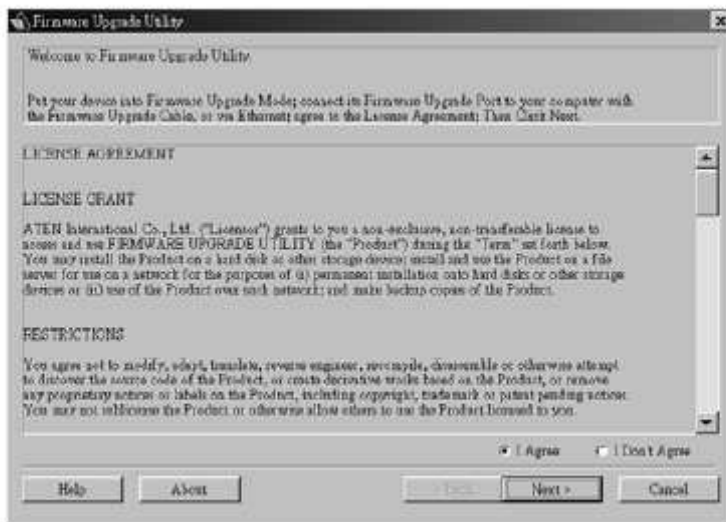 Firmware Upgrade Utility
Welcome to Firmware Upgrade Utility
Put your device into Firmware Upgrade Mode; connect its Firmware Upgrade Port to your computer with
the Firmware Upgrade Cable, or via Ethernet; agree to the License Agreement; Then Click Next.
LICENSE AGREEMENT
LICENSE GRANT
ATEN International Co., Ltd. ("Licensor") grants to you a non-exclusive, non-transferable license to
access and use FIRMWARE UPGRADE UTILITY (the "Product") during the "Term" set forth below.
You may install the Product on a hard disk or other storage device; install and use the Product on a file
server for use on a network for the purposes of (i) permanent installation onto hard disks or other storage
devices or (ii) use of the Product over such network; and make backup copies of the Product.
RESTRICTIONS
You agree not to modify, adapt, translate, reverse engineer, decompile, disassemble or otherwise attempt
to discover the source code of the Product, or create derivative works based on the Product, or remove
any proprietary notices or labels on the Product, including copyright, trademark or patent pending notices.
You may not sublicense the Product or otherwise allow others to use the Product licensed to you.
I Agree
I Don't Agree
Help
About
< Back
Next >
Cancel